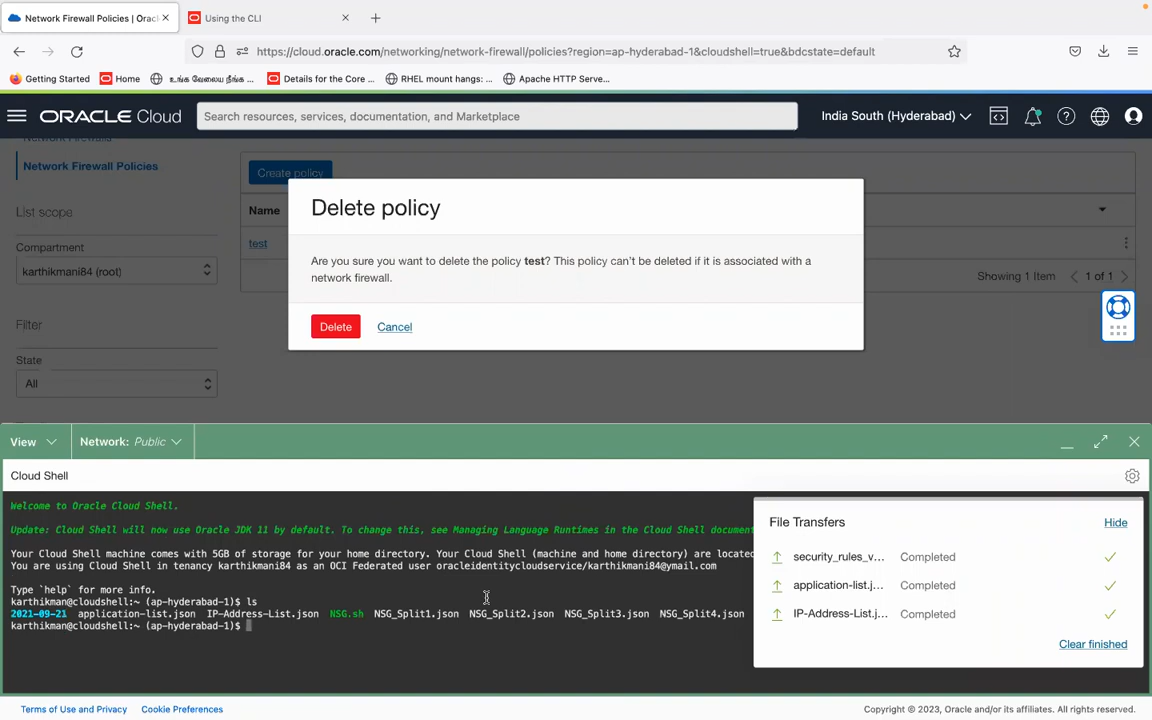 Network Firewall Policies | Orac
Using the CLI
https://cloud.oracle.com/networking/network-firewall/policies?region=ap-hyderabad-1&cloudshell=true&bdcstate=default
Getting Started
Home
உங்க வேலைய நீங்க ...
Details for the Core ...
RHEL mount hangs: ...
Apache HTTP Serve...
ORACLE Cloud
Search resources, services, documentation, and Marketplace
India South (Hyderabad)
Network Firewalls
Network Firewall Policies
List scope
Compartment
karthikmani84 (root)
Filter
State
All
Create policy
Name
test
Showing 1 Item
1 of 1
Delete policy
Are you sure you want to delete the policy test? This policy can't be deleted if it is associated with a
network firewall.
Delete
Cancel
View
Network: Public
Cloud Shell
Welcome to Oracle Cloud Shell.
Update: Cloud Shell will now use Oracle JDK 11 by default. To change this, see Managing Language Runtimes in the Cloud Shell document
Your Cloud Shell machine comes with 5GB of storage for your home directory. Your Cloud Shell (machine and home directory) are locate
You are using Cloud Shell in tenancy karthikmani84 as an OCI Federated user oracleidentitycloudservice/karthikmani84@ymail.com
Type `help` for more info.
karthikman@cloudshell:~ (ap-hyderabad-1)$ ls
2021-09-21 application-list.json IP-Address-List.json NSG.sh NSG_Split1.json NSG_Split2.json NSG_Split3.json NSG_Split4.json
karthikman@cloudshell:~ (ap-hyderabad-1)$
File Transfers
Hide
security_rules_v... Completed
application-list.j... Completed
IP-Address-List.j... Completed
Clear finished
Terms of Use and Privacy
Cookie Preferences
Copyright © 2023, Oracle and/or its affiliates. All rights reserved.